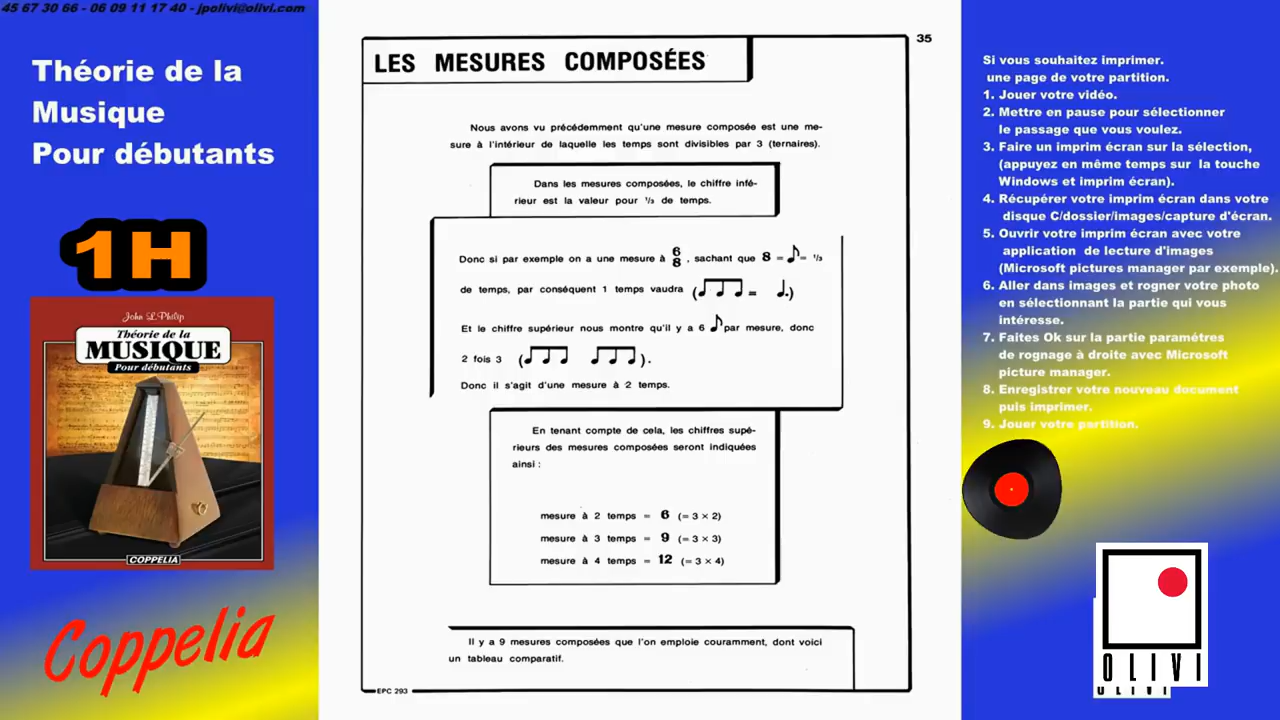 45 67 30 66 - 06 09 11 17 40 - jpolivi@olivi.com
Théorie de la
Musique
Pour débutants
1H
John L. Philip
Théorie de la
MUSIQUE
Pour débutants
COPPELIA
Coppelia
35
LES MESURES COMPOSÉES
Nous avons vu précédemment qu'une mesure composée est une me-
sure à l'intérieur de laquelle les temps sont divisibles par 3 (ternaires).
Dans les mesures composées, le chiffre infé-
rieur est la valeur pour 1/3 de temps.
Donc si par exemple on a une mesure à 6/8, sachant que 8 = ♪ = 1/3
de temps, par conséquent 1 temps vaudra (♪♪♪ = ♩.)
Et le chiffre supérieur nous montre qu'il y a 6 ♪ par mesure, donc
2 fois 3 (♪♪♪ ♪♪♪).
Donc il s'agit d'une mesure à 2 temps.
En tenant compte de cela, les chiffres supé-
rieurs des mesures composées seront indiquées
ainsi :
mesure à 2 temps = 6 (= 3 × 2)
mesure à 3 temps = 9 (= 3 × 3)
mesure à 4 temps = 12 (= 3 × 4)
Il y a 9 mesures composées que l'on emploie couramment, dont voici
un tableau comparatif.
EPC 293
Si vous souhaitez imprimer.
une page de votre partition.
1. Jouer votre vidéo.
2. Mettre en pause pour sélectionner
le passage que vous voulez.
3. Faire un imprim écran sur la sélection,
(appuyez en même temps sur la touche
Windows et imprim écran).
4. Récupérer votre imprim écran dans votre
disque C/dossier/images/capture d'écran.
5. Ouvrir votre imprim écran avec votre
application de lecture d'images
(Microsoft pictures manager par exemple).
6. Aller dans images et rogner votre photo
en sélectionnant la partie qui vous
intéresse.
7. Faites Ok sur la partie paramétres
de rognage à droite avec Microsoft
picture manager.
8. Enregistrer votre nouveau document
puis imprimer.
9. Jouer votre partition.
OLIVI
OLIVI